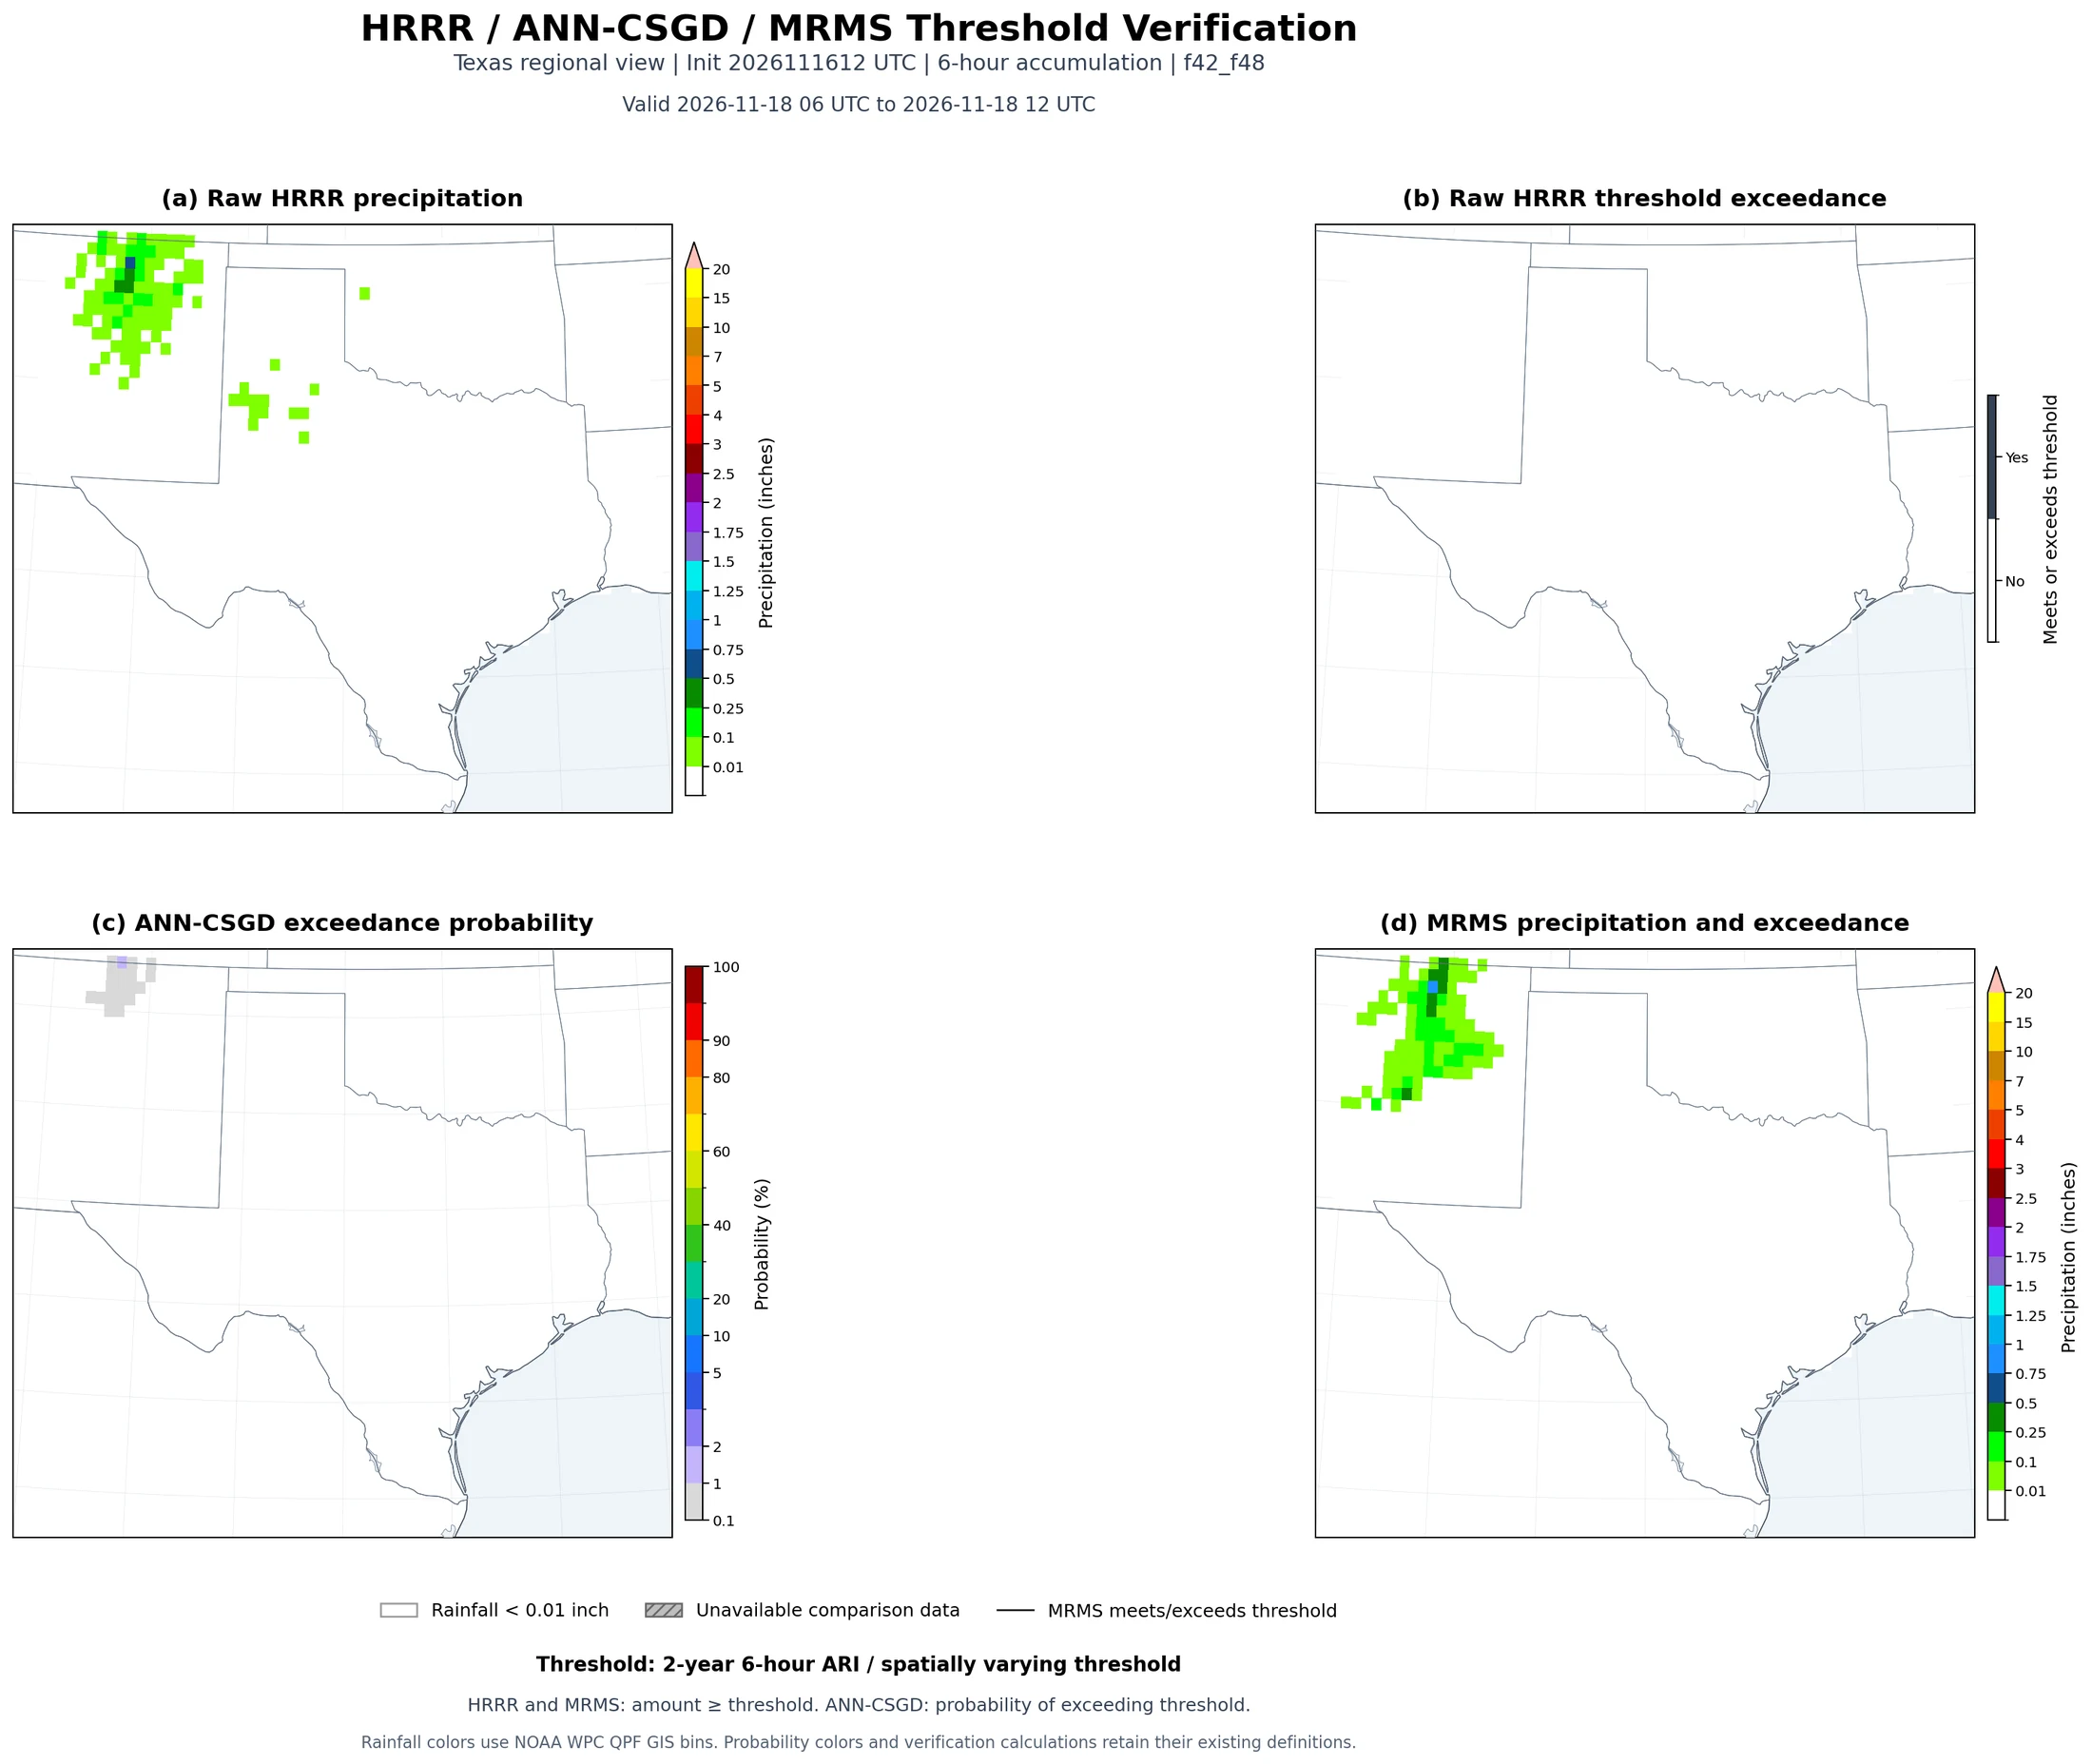 HRRR / ANN-CSGD / MRMS Threshold Verification
Texas regional view | Init 2026111612 UTC | 6-hour accumulation | f42_f48
Valid 2026-11-18 06 UTC to 2026-11-18 12 UTC
(a) Raw HRRR precipitation
20
15
10
7
5
4
3
2.5
2
1.75
1.5
1.25
1
0.75
0.5
0.25
0.1
0.01
Precipitation (inches)
(b) Raw HRRR threshold exceedance
Yes
No
Meets or exceeds threshold
(c) ANN-CSGD exceedance probability
100
90
80
60
40
20
10
5
2
1
0.1
Probability (%)
(d) MRMS precipitation and exceedance
20
15
10
7
5
4
3
2.5
2
1.75
1.5
1.25
1
0.75
0.5
0.25
0.1
0.01
Precipitation (inches)
Rainfall < 0.01 inch
Unavailable comparison data
MRMS meets/exceeds threshold
Threshold: 2-year 6-hour ARI / spatially varying threshold
HRRR and MRMS: amount ≥ threshold. ANN-CSGD: probability of exceeding threshold.
Rainfall colors use NOAA WPC QPF GIS bins. Probability colors and verification calculations retain their existing definitions.